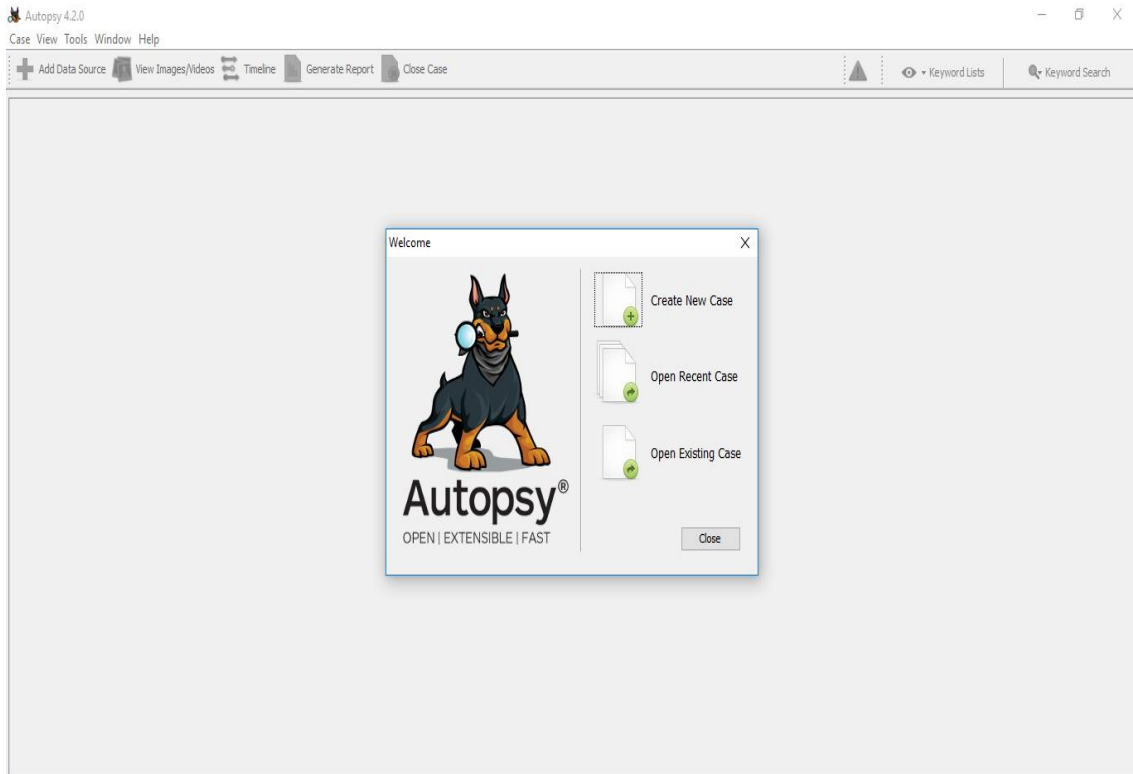 Autopsy 4.2.0
Case View Tools Window Help
Add Data Source View Images/Videos Timeline Generate Report Close Case Keyword Lists Keyword Search
Welcome
Create New Case
Open Recent Case
Open Existing Case
Autopsy®
OPEN | EXTENSIBLE | FAST
Close